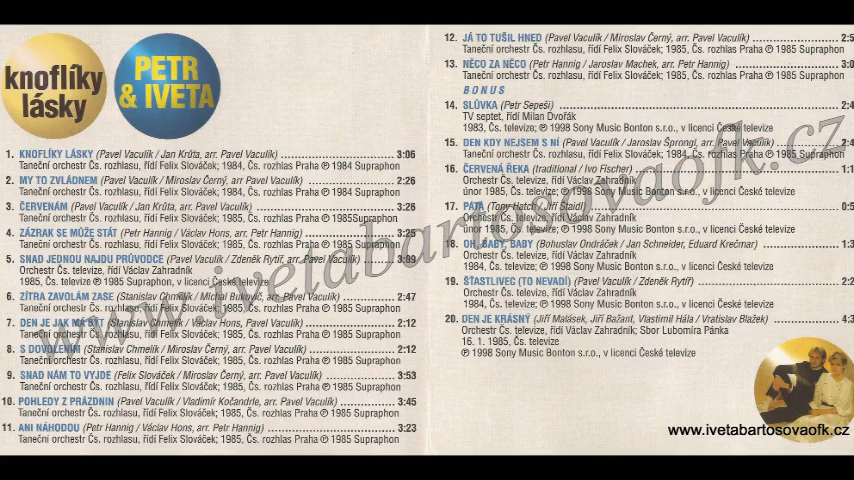 knoflíky
lásky
PETR
& IVETA
1. KNOFLÍKY LÁSKY (Pavel Vaculík / Jan Krůta, arr. Pavel Vaculík) 3:06
Taneční orchestr Čs. rozhlasu, řídí Felix Slováček; 1984, Čs. rozhlas Praha ℗ 1984 Supraphon
2. MY TO ZVLÁDNEM (Pavel Vaculík / Miroslav Černý, arr Pavel Vaculík) 2:26
Taneční orchestr Čs. rozhlasu, řídí Felix Slováček; 1984, Čs. rozhlas Praha ℗ 1984 Supraphon
3. ČERVENÁM (Pavel Vaculík / Jan Krůta, arr. Pavel Vaculík) 3:26
Taneční orchestr Čs. rozhlasu, řídí Felix Slováček; 1985, Čs. rozhlas Praha ℗ 1985Supraphon
4. ZÁZRAK SE MŮŽE STÁT (Petr Hannig / Václav Hons, arr. Petr Hannig) 3:25
Taneční orchestr Čs. rozhlasu, řídí Felix Slováček; 1985, Čs. rozhlas Praha ℗ 1985 Supraphon
5. SNAD JEDNOU NAJDU PRŮVODCE (Pavel Vaculík / Zdeněk Rytíř, arr. Pavel Vaculík) 3:09
Orchestr Čs. televize, řídí Václav Zahradník
1985, Čs. televize ℗ 1985 Supraphon, v licenci České televize
6. ZÍTRA ZAVOLÁM ZASE (Stanislav Chmelík / Michal Bukovič, arr. Pavel Vaculík) 2:47
Taneční orchestr Čs. rozhlasu, řídí Felix Slováček; 1985, Čs. rozhlas Praha ℗ 1985 Supraphon
7. DEN JE JAK MÁ BÝT (Stanislav Chmelík / Václav Hons, arr. Pavel Vaculík) 2:12
Taneční orchestr Čs. rozhlasu, řídí Felix Slováček; 1985, Čs. rozhlas Praha ℗ 1985 Supraphon
8. S DOVOLENÍM (Stanislav Chmelík / Miroslav Černý, arr. Pavel Vaculík) 2:12
Taneční orchestr Čs. rozhlasu, řídí Felix Slováček; 1985, Čs. rozhlas Praha ℗ 1985 Supraphon
9. SNAD NÁM TO VYJDE (Felix Slováček / Miroslav Černý, arr. Pavel Vaculík) 3:53
Taneční orchestr Čs. rozhlasu, řídí Felix Slováček; 1985, Čs. rozhlas Praha ℗ 1985 Supraphon
10. POHLEDY Z PRÁZDNIN (Pavel Vaculík / Vladimír Kočandrle, arr. Pavel Vaculík) 3:45
Taneční orchestr Čs. rozhlasu, řídí Felix Slováček; 1985, Čs. rozhlas Praha ℗ 1985 Supraphon
11. ANI NÁHODOU (Petr Hannig / Václav Hons, arr. Petr Hannig) 3:23
Taneční orchestr Čs. rozhlasu, řídí Felix Slováček; 1985, Čs. rozhlas Praha ℗ 1985 Supraphon
12. JÁ TO TUŠIL HNED (Pavel Vaculík / Miroslav Černý, arr. Pavel Vaculík) 2:5
Taneční orchestr Čs. rozhlasu, řídí Felix Slováček; 1985, Čs. rozhlas Praha ℗ 1985 Supraphon
13. NĚCO ZA NĚCO (Petr Hannig / Jaroslav Machek, arr. Petr Hannig) 3:0
Taneční orchestr Čs. rozhlasu, řídí Felix Slováček; 1985, Čs. rozhlas Praha ℗ 1985 Supraphon
BONUS
14. SLŮVKA (Petr Sepeši) 2:4
TV septet, řídí Milan Dvořák
1983, Čs. televize; ℗ 1998 Sony Music Bonton s.r.o., v licenci České televize
15. DEN KDY NEJSEM S NÍ (Pavel Vaculík / Jaroslav Šprongl, arr. Pavel Vaculík) 2:4
Taneční orchestr Čs. rozhlasu, řídí Felix Slováček; 1985, Čs. rozhlas Praha ℗ 1985 Supraphon
16. ČERVENÁ ŘEKA (traditional / Ivo Fischer) 1:1
Orchestr Čs. televize, řídí Václav Zahradník
únor 1985, Čs. televize; ℗ 1998 Sony Music Bonton s.r.o., v licenci České televize
17. PÁTÁ (Tony Hatch / Jiří Štaidl) 0:5
Orchestr Čs. televize, řídí Václav Zahradník
únor 1985, Čs. televize; ℗ 1998 Sony Music Bonton s.r.o., v licenci České televize
18. OH, BABY, BABY (Bohuslav Ondráček / Jan Schneider, Eduard Krečmar) 1:3
Orchestr Čs. televize, řídí Václav Zahradník
1984, Čs. televize; ℗ 1998 Sony Music Bonton s.r.o., v licenci České televize
19. ŠŤASTLIVEC (TO NEVADÍ) (Pavel Vaculík / Zdeněk Rytíř) 2:2
Orchestr Čs. televize, řídí Václav Zahradník
1984, Čs. televize; ℗ 1998 Sony Music Bonton s.r.o., v licenci České televize
20. DEN JE KRÁSNÝ (Jiří Malásek, Jiří Bažant, Vlastimil Hála / Vratislav Blažek) 4:3
Orchestr Čs. televize, řídí Václav Zahradník; Sbor Lubomíra Pánka
16. 1. 1985, Čs. televize
℗ 1998 Sony Music Bonton s.r.o., v licenci České televize
www.ivetabartosovaofk.cz
www.ivetabartosovaofk.cz